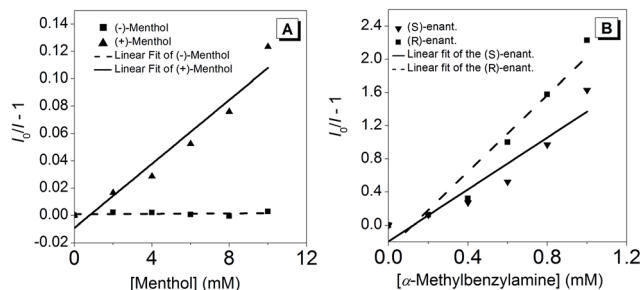 A
(-)-Menthol
(+)-Menthol
Linear Fit of (-)-Menthol
Linear Fit of (+)-Menthol
I0/I - 1
0.14
0.12
0.10
0.08
0.06
0.04
0.02
0.00
-0.02
0 2 4 6 8 10 12
[Menthol] (mM)
B
(S)-enant.
(R)-enant.
Linear fit of the (S)-enant.
Linear fit of the (R)-enant.
I0/I - 1
2.4
1.8
1.2
0.6
0.0
0.0 0.4 0.8 1.2
[α-Methylbenzylamine] (mM)